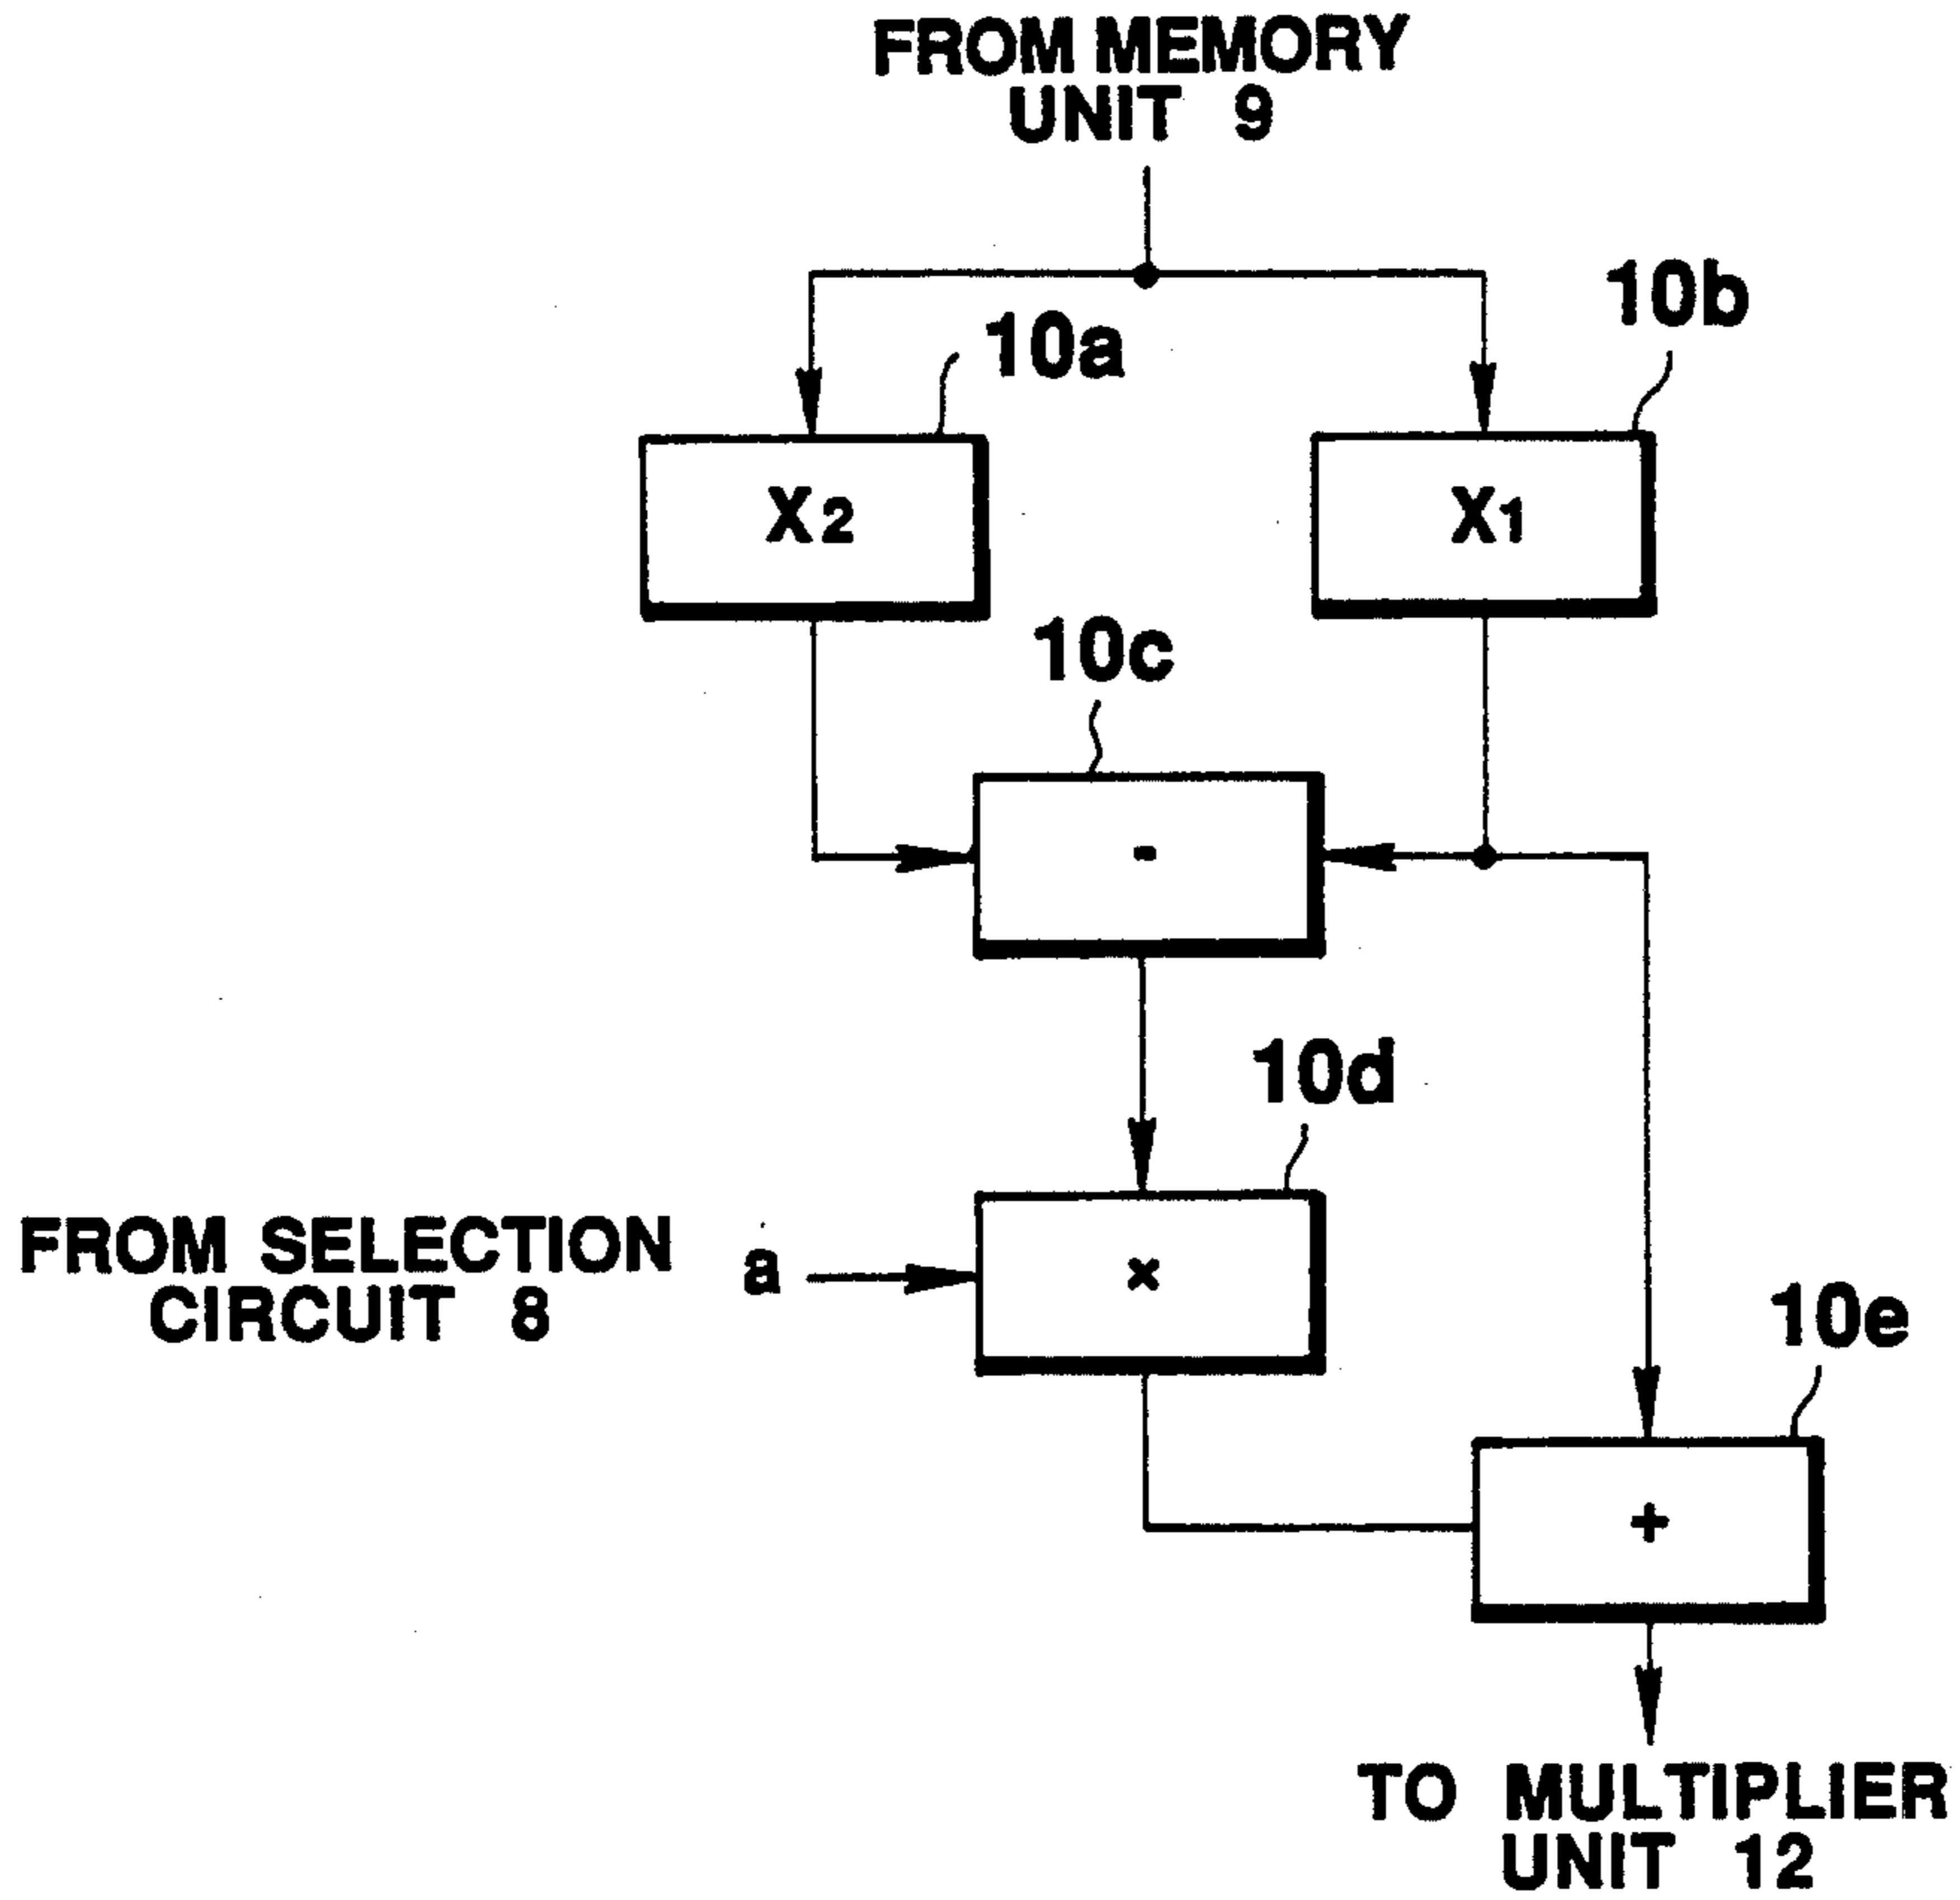 FROM MEMORY
UNIT 9
10b
10a
X2
X1
10c
-
10d
FROM SELECTION
CIRCUIT 8
a
×
10e
+
TO MULTIPLIER
UNIT 12